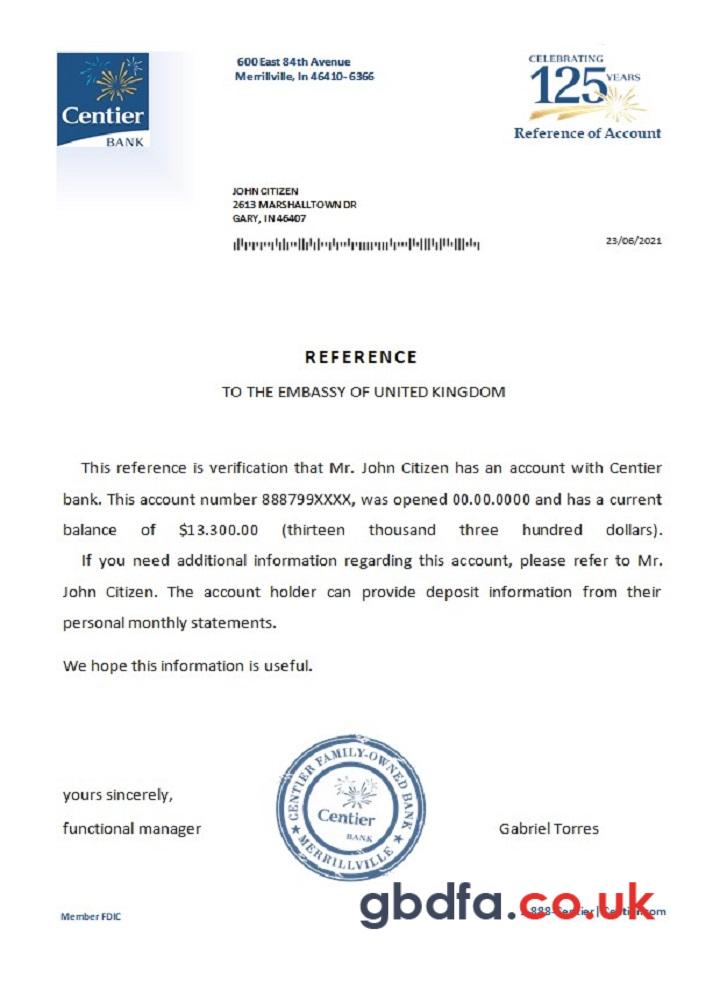 Centier
BANK
600 East 84th Avenue
Merrillville, In 46410-6366
CELEBRATING
125 YEARS
Reference of Account
JOHN CITIZEN
2613 MARSHALLTOWN DR
GARY, IN 46407
23/06/2021
REFERENCE
TO THE EMBASSY OF UNITED KINGDOM
This reference is verification that Mr. John Citizen has an account with Centier
bank. This account number 888799XXXX, was opened 00.00.0000 and has a current
balance of $13.300.00 (thirteen thousand three hundred dollars).
If you need additional information regarding this account, please refer to Mr.
John Citizen. The account holder can provide deposit information from their
personal monthly statements.
We hope this information is useful.
yours sincerely,
functional manager
CENTIER FAMILY-OWNED BANK
Centier
BANK
MERRILLVILLE
Gabriel Torres
gbdfa.co.uk
Member FDIC